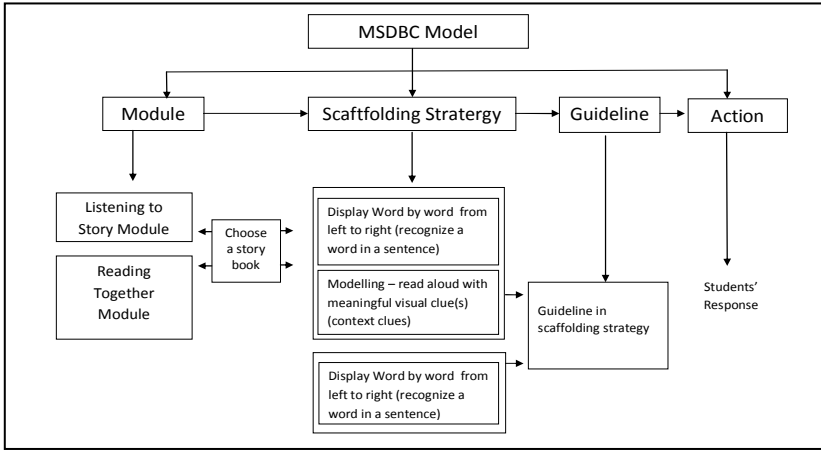 MSDBC Model
Module
Scaftfolding Stratergy
Guideline
Action
Listening to
Story Module
Reading
Together
Module
Choose
a story
book
Display Word by word from
left to right (recognize a
word in a sentence)
Modelling – read aloud with
meaningful visual clue(s)
(context clues)
Display Word by word from
left to right (recognize a
word in a sentence)
Guideline in
scaffolding strategy
Students’
Response